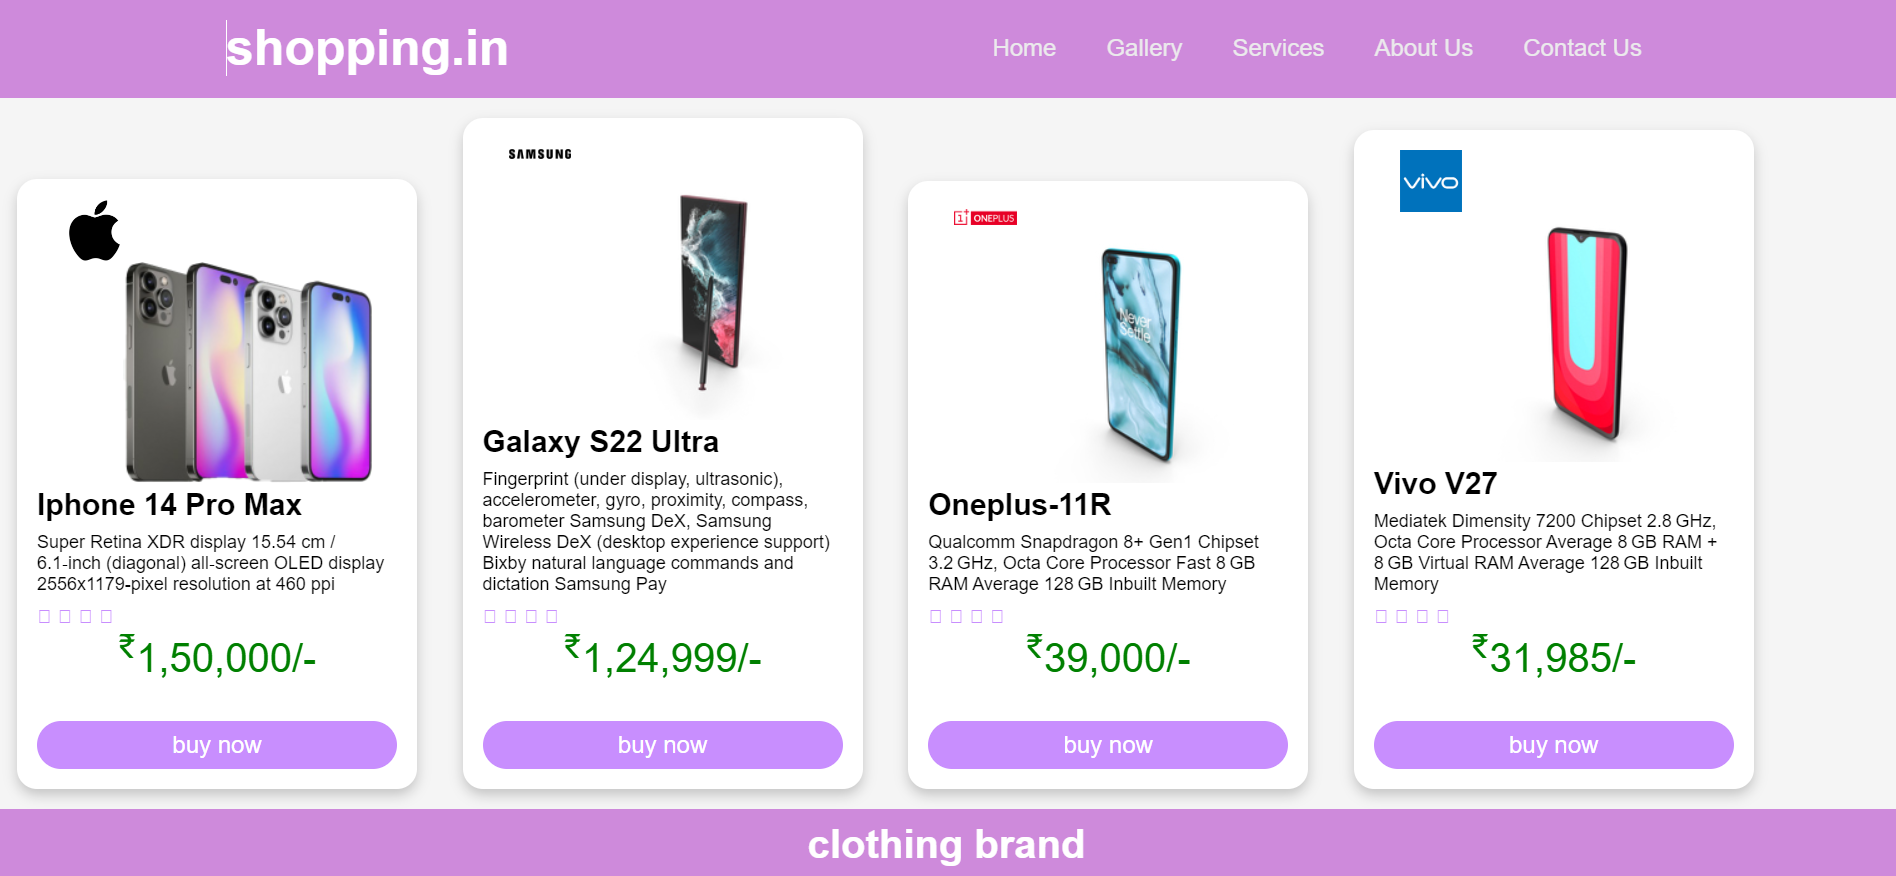 shopping.in
Home
Gallery
Services
About Us
Contact Us
Iphone 14 Pro Max
Super Retina XDR display 15.54 cm /
6.1-inch (diagonal) all-screen OLED display
2556x1179-pixel resolution at 460 ppi
₹1,50,000/-
buy now
SAMSUNG
Galaxy S22 Ultra
Fingerprint (under display, ultrasonic),
accelerometer, gyro, proximity, compass,
barometer Samsung DeX, Samsung
Wireless DeX (desktop experience support)
Bixby natural language commands and
dictation Samsung Pay
₹1,24,999/-
buy now
1+ ONEPLUS
Never
Settle
Oneplus-11R
Qualcomm Snapdragon 8+ Gen1 Chipset
3.2 GHz, Octa Core Processor Fast 8 GB
RAM Average 128 GB Inbuilt Memory
₹39,000/-
buy now
vivo
Vivo V27
Mediatek Dimensity 7200 Chipset 2.8 GHz,
Octa Core Processor Average 8 GB RAM +
8 GB Virtual RAM Average 128 GB Inbuilt
Memory
₹31,985/-
buy now
clothing brand